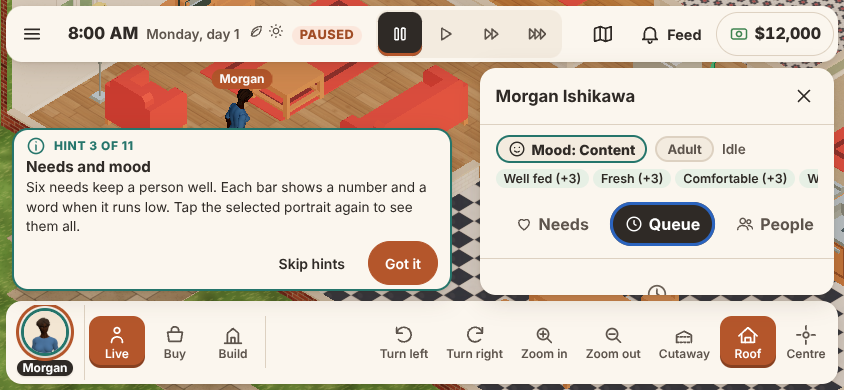 8:00 AM Monday, day 1 PAUSED Feed $12,000
Morgan
HINT 3 OF 11
Needs and mood
Six needs keep a person well. Each bar shows a number and a
word when it runs low. Tap the selected portrait again to see
them all.
Skip hints Got it
Morgan Ishikawa
Mood: Content Adult Idle
Well fed (+3) Fresh (+3) Comfortable (+3) W
Needs Queue People
Morgan
Live Buy Build Turn left Turn right Zoom in Zoom out Cutaway Roof Centre